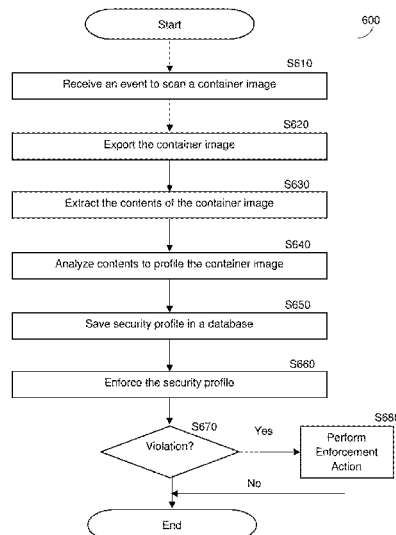 Start
600
S610
Receive an event to scan a container image
S620
Export the container image
S630
Extract the contents of the container image
S640
Analyze contents to profile the container image
S650
Save security profile in a database
S660
Enforce the security profile
S670
Violation?
Yes
S680
Perform
Enforcement
Action
No
End